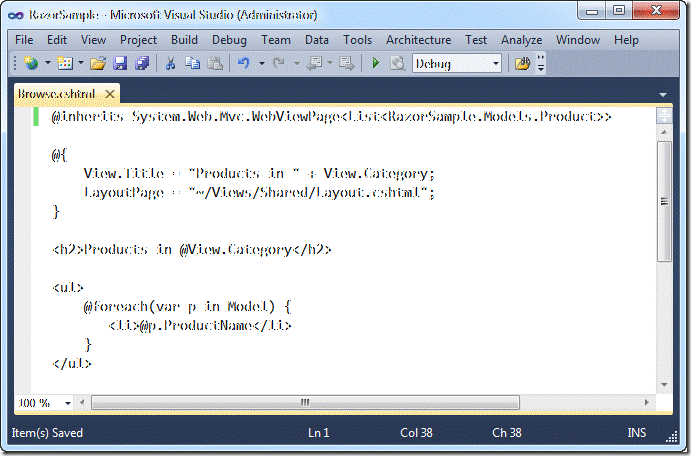 RazorSample - Microsoft Visual Studio (Administrator)
File Edit View Project Build Debug Team Data Tools Architecture Test Analyze Window Help
Debug
Browse.cshtml
@inherits System.Web.Mvc.WebViewPage<List<RazorSample.Models.Product>>
@{
View.Title = "Products in " + View.Category;
LayoutPage = "~/Views/Shared/Layout.cshtml";
}
<h2>Products in @View.Category</h2>
<ul>
@foreach(var p in Model) {
<li>@p.ProductName</li>
}
</ul>
100 %
Item(s) Saved Ln 1 Col 38 Ch 38 INS